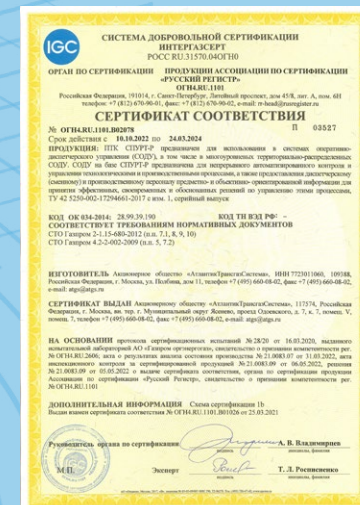 IGC
СИСТЕМА ДОБРОВОЛЬНОЙ СЕРТИФИКАЦИИ
ИНТЕРГАЗСЕРТ
РОСС RU.31570.04ОГН0
ОРГАН ПО СЕРТИФИКАЦИИ ПРОДУКЦИИ АССОЦИАЦИИ ПО СЕРТИФИКАЦИИ
«РУССКИЙ РЕГИСТР»
ОГН4.RU.1101
Российская Федерация, 191014, г. Санкт-Петербург, Литейный проспект, дом 45/8, лит. А, пом. 6Н
телефон: +7 (812) 670-90-01, факс: +7 (812) 670-90-02, e-mail: rr-head@rusregister.ru
СЕРТИФИКАТ СООТВЕТСТВИЯ
№ ОГН4.RU.1101.В02078 П 03527
Срок действия с 10.10.2022 по 24.03.2024
ПРОДУКЦИЯ: ПТК СПУРТ-Р предназначен для использования в системах оперативно-
диспетчерского управления (СОДУ), в том числе в многоуровневых территориально-распределенных
СОДУ. СОДУ на базе СПУРТ-Р предназначена для непрерывного автоматизированного контроля и
управления технологическими и производственными процессами, а также предоставления диспетчерскому
(сменному) и производственному персоналу предметно- и объектно- ориентированной информации для
принятия эффективных, своевременных и обоснованных решений по управлению этими процессами,
ТУ 42 5250-002-17294661-2017 с изм. 1, серийный выпуск
КОД ОК 034-2014: 28.99.39.190 КОД ТН ВЭД РФ: -
СООТВЕТСТВУЕТ ТРЕБОВАНИЯМ НОРМАТИВНЫХ ДОКУМЕНТОВ
СТО Газпром 2-1.15-680-2012 (п.п. 7.1, 8, 9, 10)
СТО Газпром 4.2-2-002-2009 (п.п. 5, 7.2)
ИЗГОТОВИТЕЛЬ Акционерное общество «АтлантикТрансгазСистема», ИНН 7723011060, 109388,
Российская Федерация, г. Москва, ул. Полбина, дом 11, телефон +7 (495) 660-08-02, факс +7 (495) 660-08-02,
e-mail: atgs@atgs.ru
СЕРТИФИКАТ ВЫДАН Акционерному обществу «АтлантикТрансгазСистема», 117574, Российская
Федерация, г. Москва, вн. тер. г. Муниципальный округ Ясенево, проезд Одоевского, д. 7, к. 7, помещ. V,
помещ. 7, телефон +7 (495) 660-08-02, факс +7 (495) 660-08-02, e-mail: atgs@atgs.ru
НА ОСНОВАНИИ протокола сертификационных испытаний № 28/20 от 16.03.2020, выданного
испытательной лабораторией АО «Газпром оргэнергогаз», свидетельство о признании компетентности рег.
№ ОГН4.RU.2606; акта о результатах анализа состояния производства № 21.0083.07 от 31.03.2022, акта
инспекционного контроля за сертифицированной продукцией № 21.0083.09 от 06.05.2022, решения
№ 21.0083.09 от 05.05.2022 о выдаче сертификата соответствия, органа по сертификации продукции
Ассоциации по сертификации «Русский Регистр», свидетельство о признании компетентности рег.
№ ОГН4.RU.1101
ДОПОЛНИТЕЛЬНАЯ ИНФОРМАЦИЯ Схема сертификации 1b
Выдан взамен сертификата соответствия № ОГН4.RU.1101.В01026 от 25.03.2021
Руководитель органа по сертификации А. В. Владимирцев
подпись инициалы, фамилия
М.П. Эксперт Т. Л. Роспис​ненко
подпись инициалы, фамилия